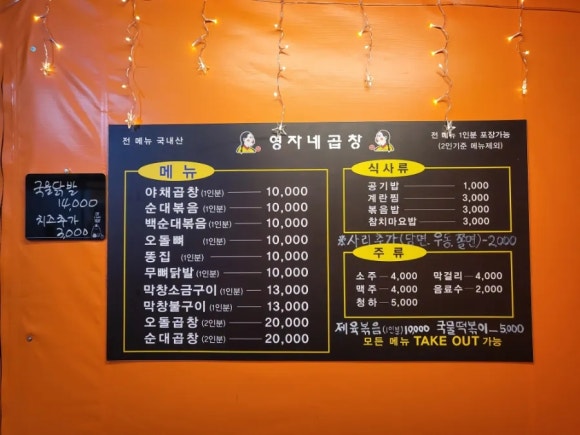 국물닭발
14,000
치즈추가
3,000
전 메뉴 국내산
영자네곱창
전 메뉴 1인분 포장가능
(2인기준 메뉴제외)
메뉴
야채곱창 (1인분) 10,000
순대볶음 (1인분) 10,000
백순대볶음 (1인분) 10,000
오돌뼈 (1인분) 10,000
똥집 (1인분) 10,000
무뼈닭발 (1인분) 10,000
막창소금구이 (1인분) 13,000
막창불구이 (1인분) 13,000
오돌곱창 (2인분) 20,000
순대곱창 (2인분) 20,000
식사류
공기밥 1,000
계란찜 3,000
볶음밥 3,000
참치마요밥 3,000
※사리추가(당면, 우동, 쫄면)-2,000
주류
소주 4,000 막걸리 4,000
맥주 4,000 음료수 2,000
청하 5,000
제육볶음(1인분)10,000 국물떡볶이-5,000
모든 메뉴 TAKE OUT 가능